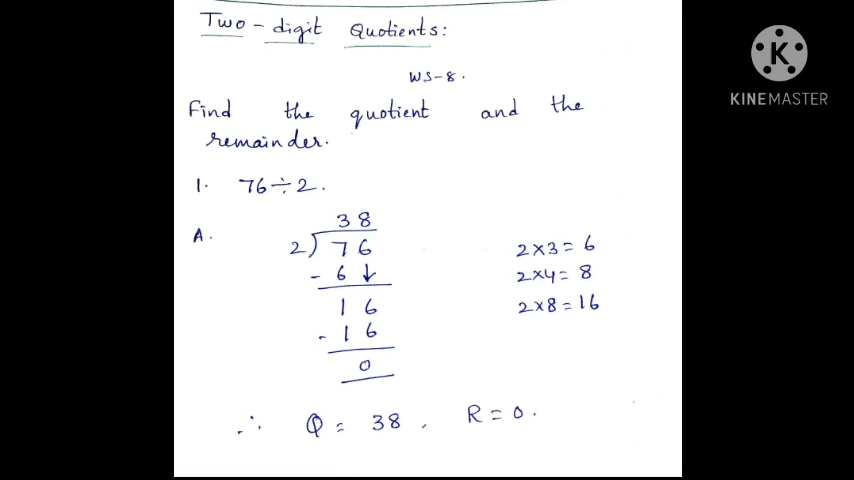 Two-digit Quotients:
WS-8.
Find the quotient and the
remainder.
1. 76÷2.
A.
38
2) 76
- 6↓
16
- 16
0
2×3=6
2×4=8
2×8=16
∴ Q = 38, R=0.
K
KINEMASTER